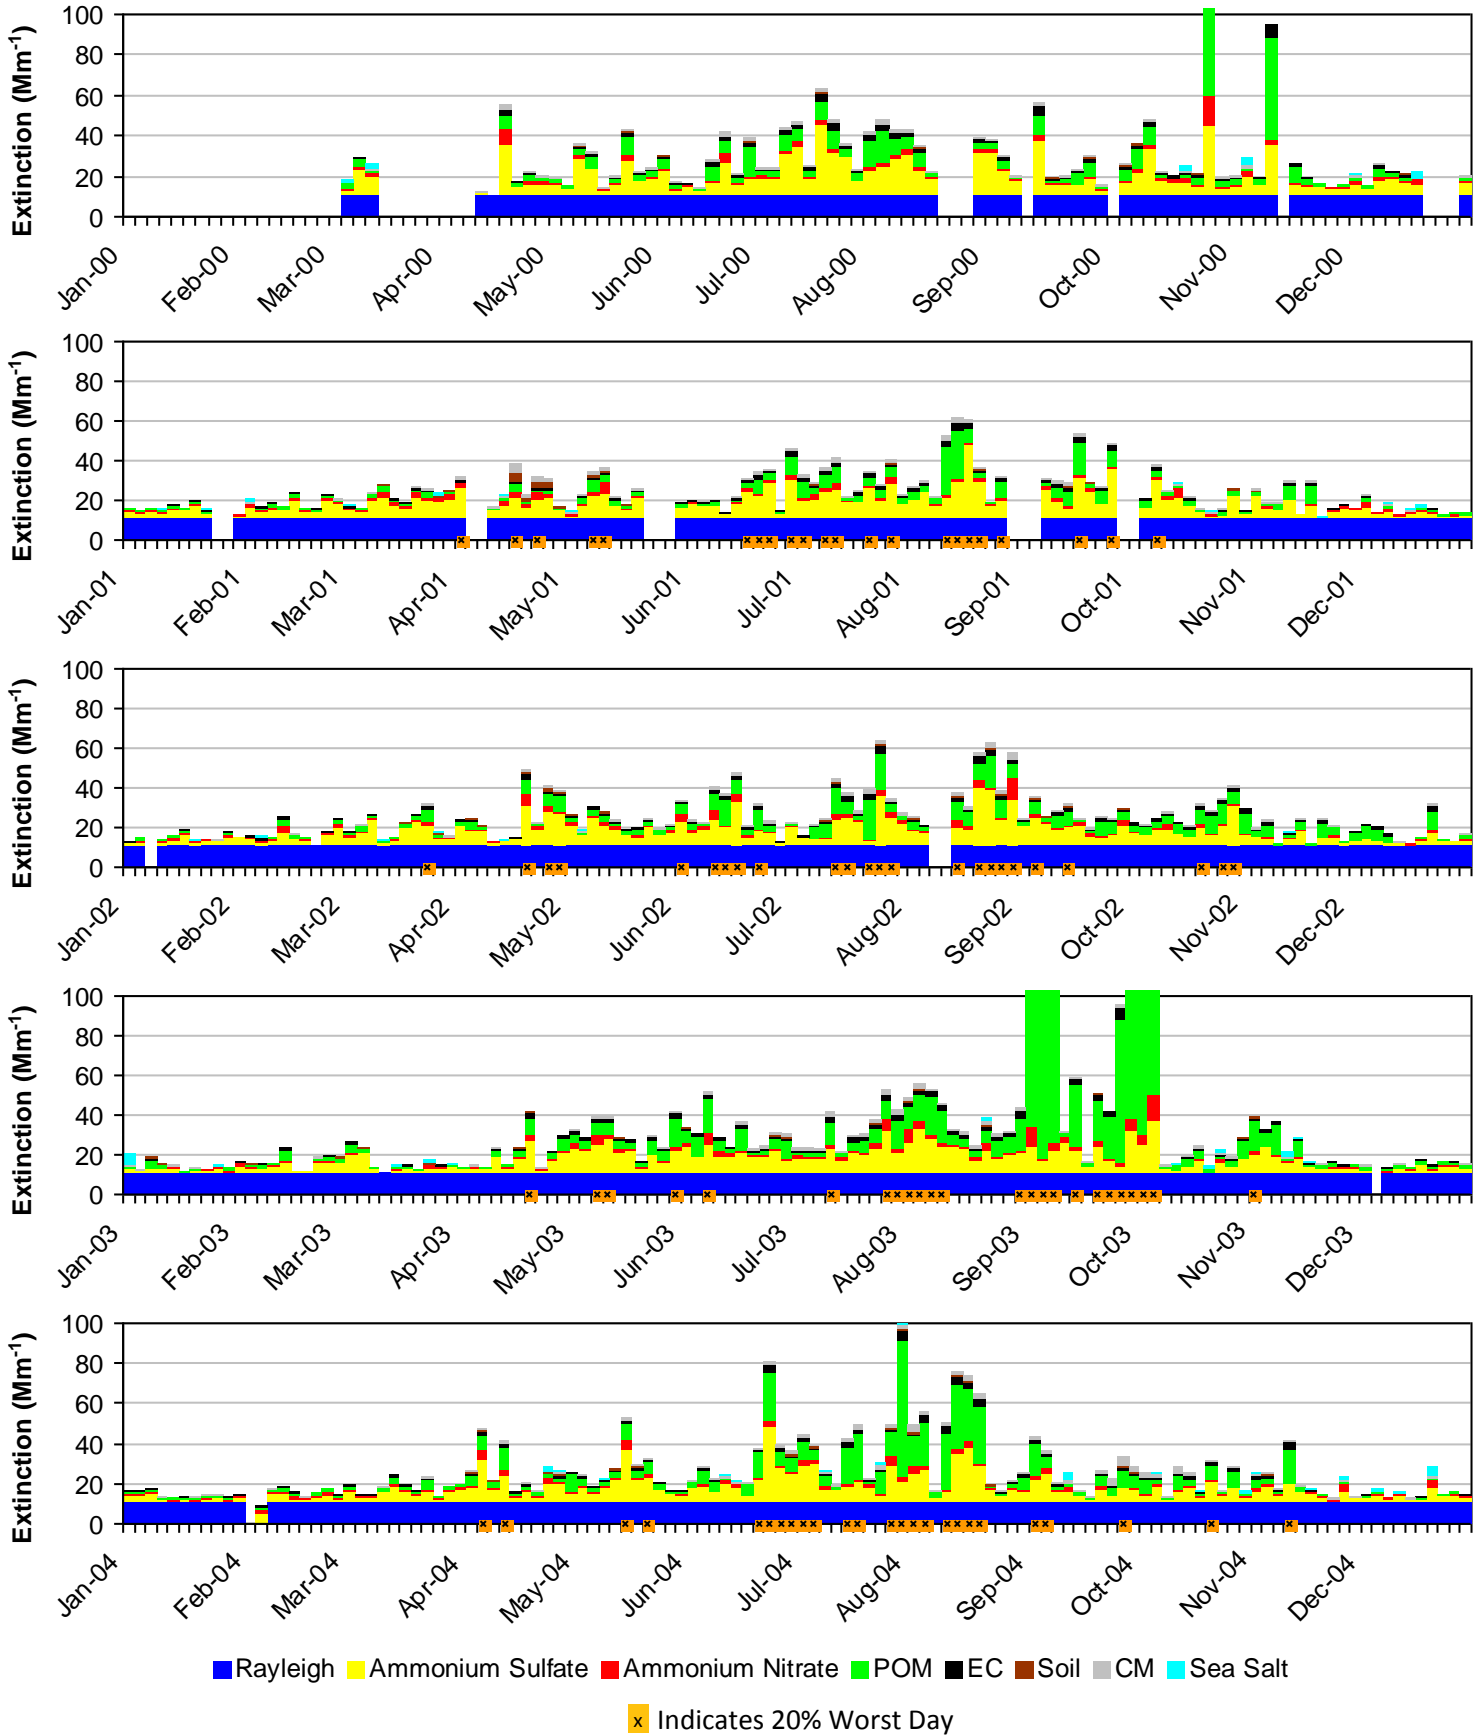 Extinction (Mm-1)
100
80
60
40
20
0
Jan-00 Feb-00 Mar-00 Apr-00 May-00 Jun-00 Jul-00 Aug-00 Sep-00 Oct-00 Nov-00 Dec-00
Extinction (Mm-1)
100
80
60
40
20
0
Jan-01 Feb-01 Mar-01 Apr-01 May-01 Jun-01 Jul-01 Aug-01 Sep-01 Oct-01 Nov-01 Dec-01
Extinction (Mm-1)
100
80
60
40
20
0
Jan-02 Feb-02 Mar-02 Apr-02 May-02 Jun-02 Jul-02 Aug-02 Sep-02 Oct-02 Nov-02 Dec-02
Extinction (Mm-1)
100
80
60
40
20
0
Jan-03 Feb-03 Mar-03 Apr-03 May-03 Jun-03 Jul-03 Aug-03 Sep-03 Oct-03 Nov-03 Dec-03
Extinction (Mm-1)
100
80
60
40
20
0
Jan-04 Feb-04 Mar-04 Apr-04 May-04 Jun-04 Jul-04 Aug-04 Sep-04 Oct-04 Nov-04 Dec-04
Rayleigh Ammonium Sulfate Ammonium Nitrate POM EC Soil CM Sea Salt
x Indicates 20% Worst Day